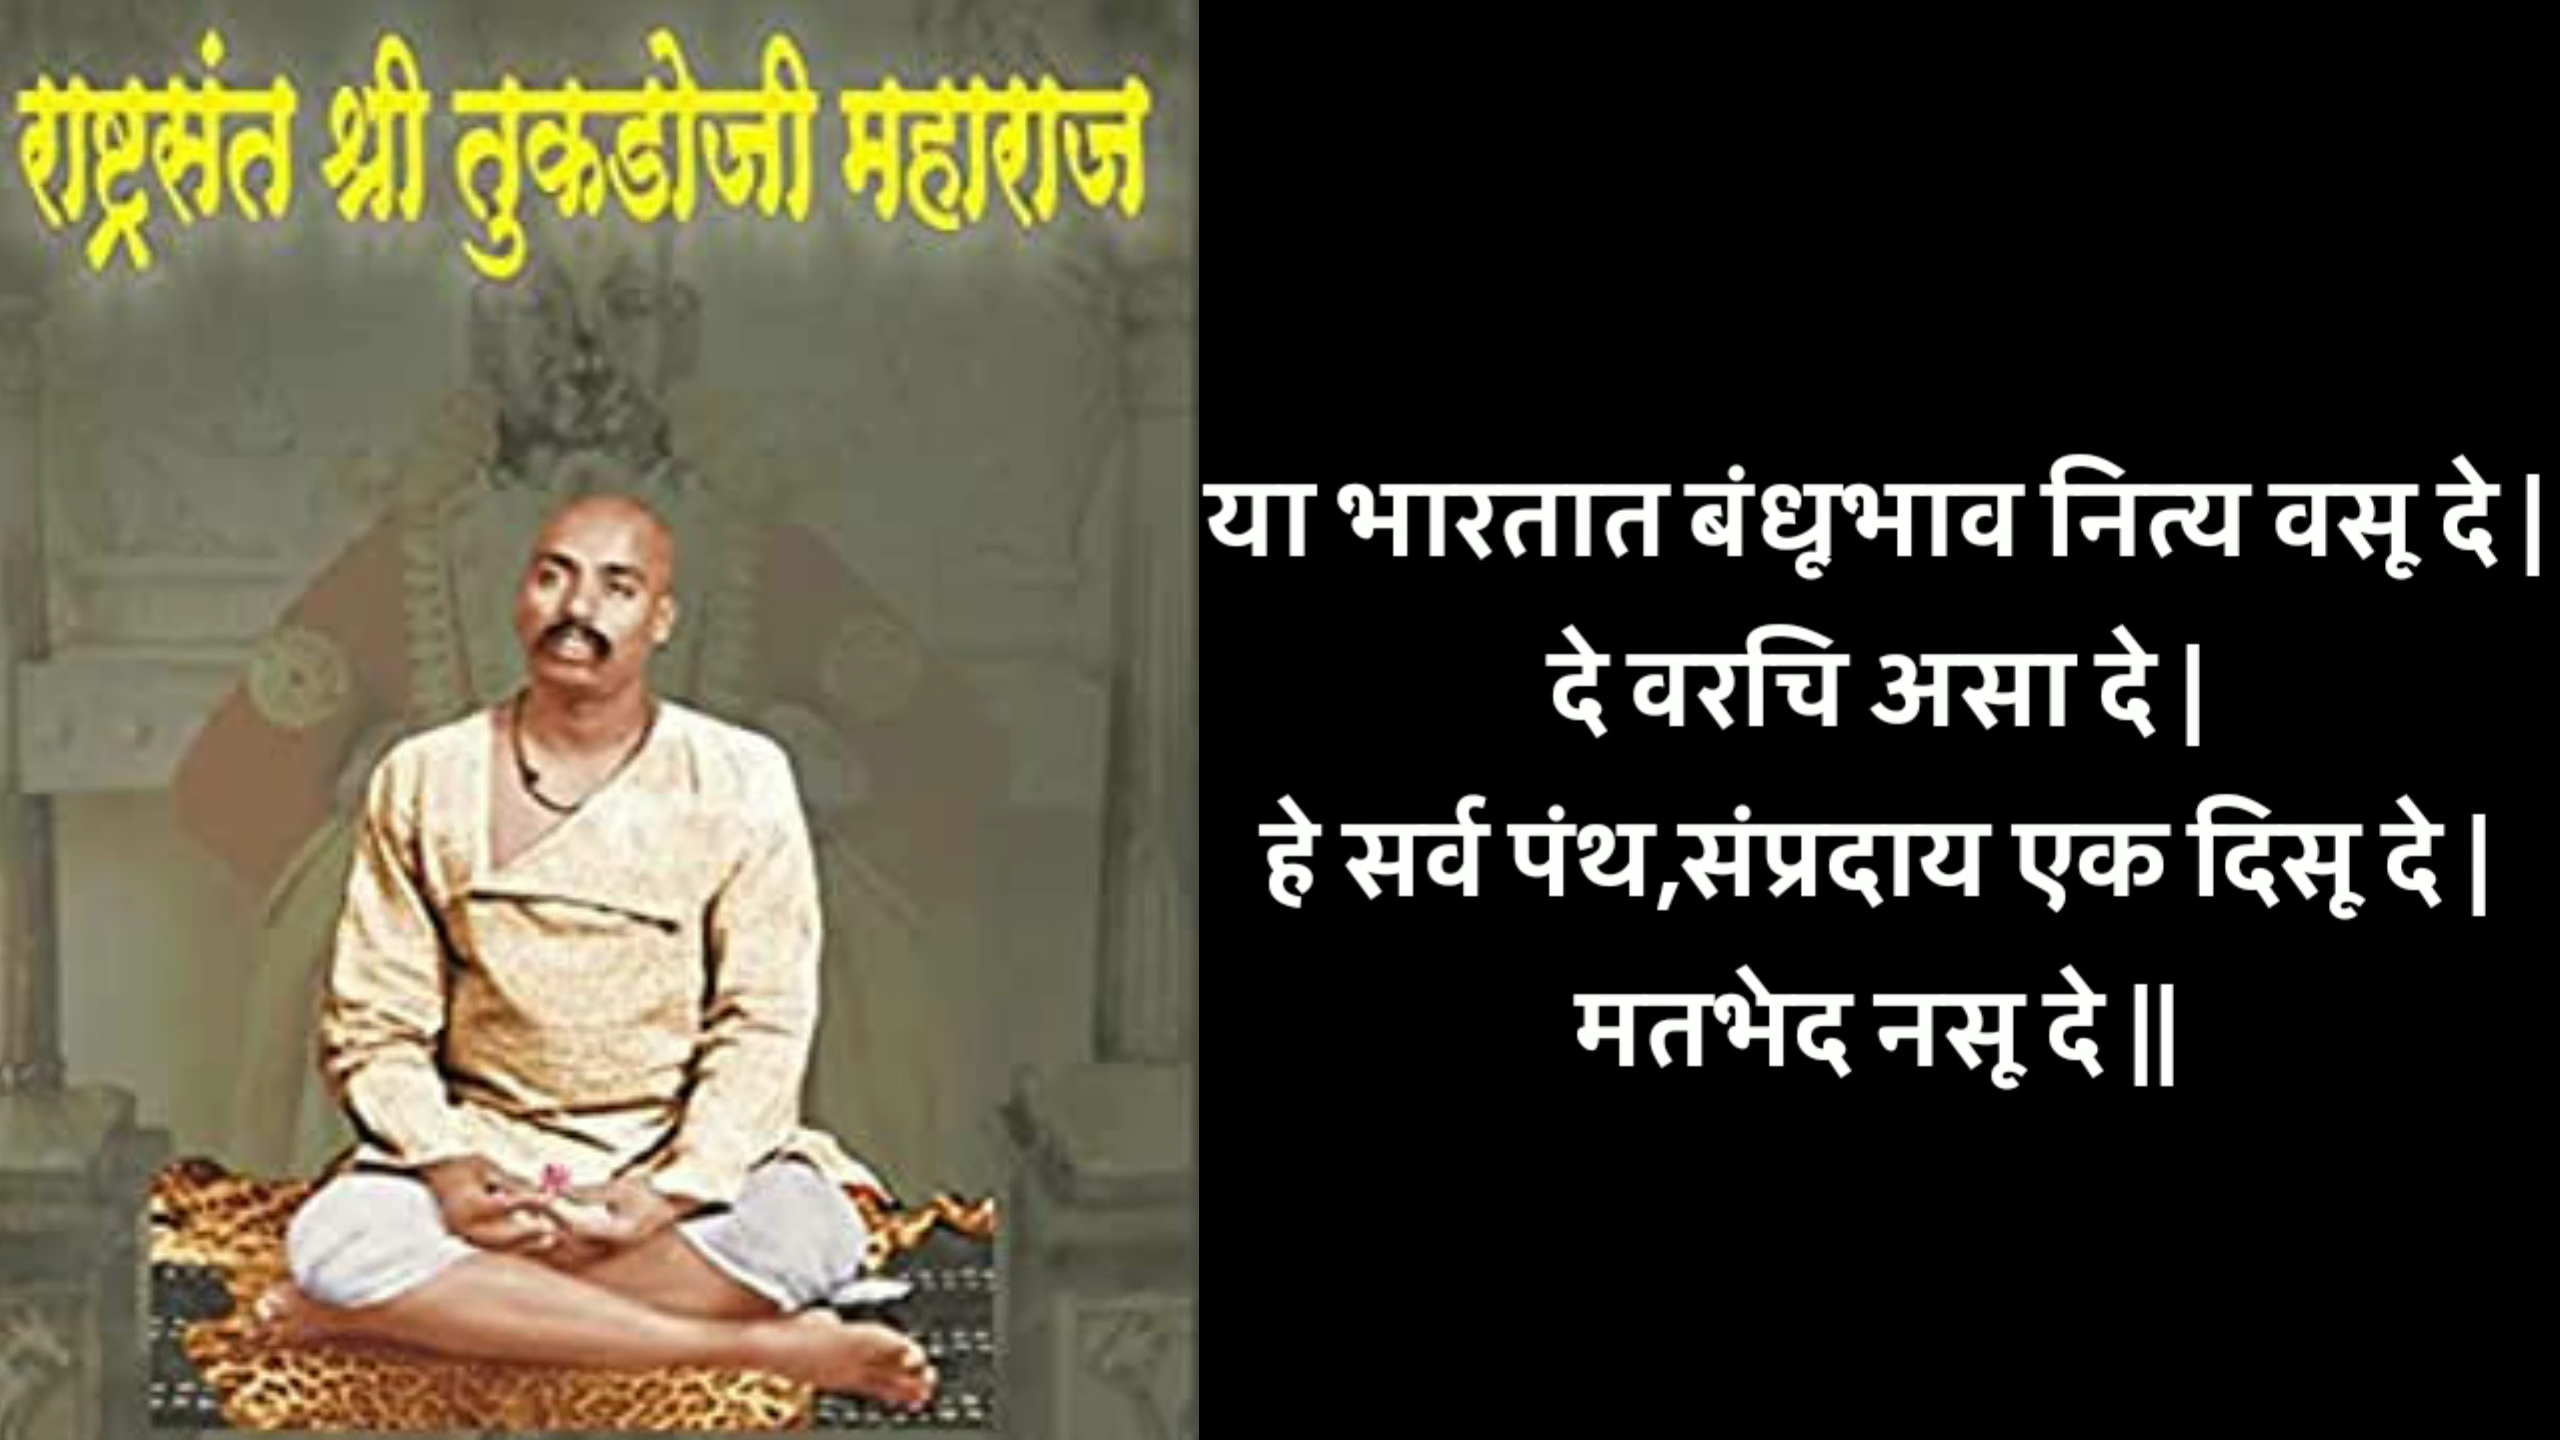 राष्ट्रसंत श्री तुकडोजी महाराज
या भारतात बंधूभाव नित्य वसू दे |
दे वरचि असा दे |
हे सर्व पंथ,संप्रदाय एक दिसू दे |
मतभेद नसू दे ||